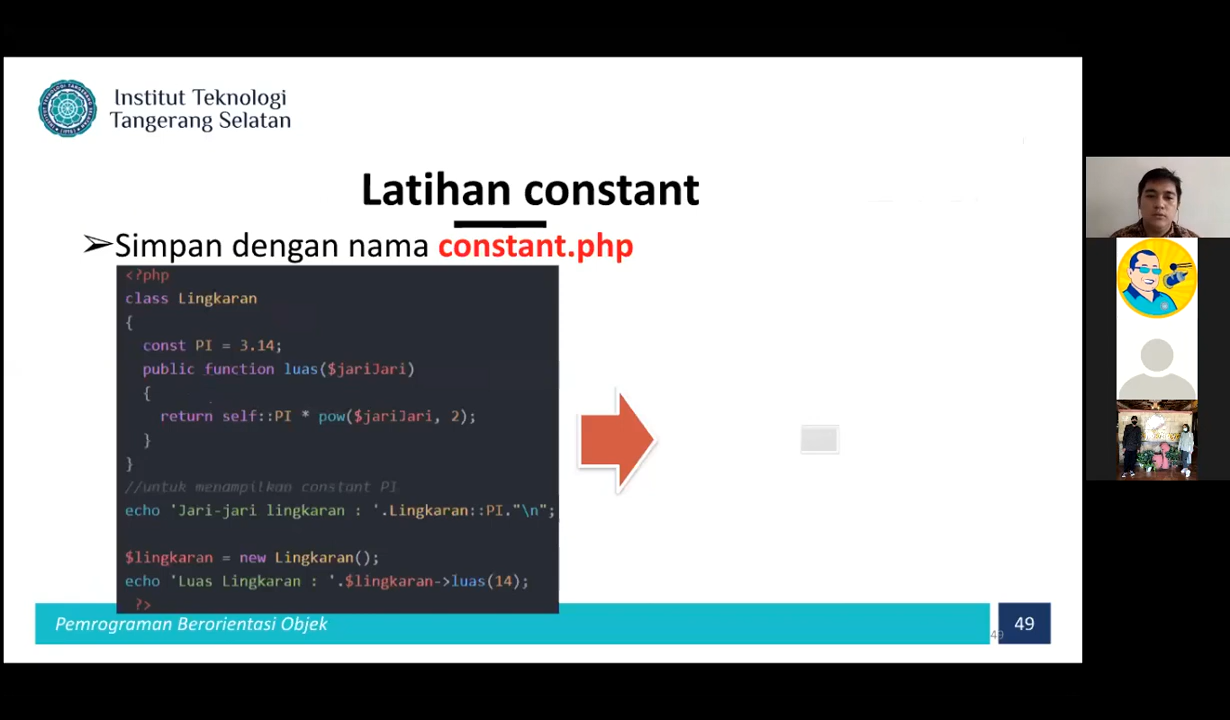 Institut Teknologi
Tangerang Selatan
Latihan constant
➢Simpan dengan nama constant.php
<?php
class Lingkaran
{
const PI = 3.14;
public function luas($jariJari)
{
return self::PI * pow($jariJari, 2);
}
}
//untuk menampilkan constant PI
echo 'Jari-jari lingkaran : '.Lingkaran::PI."\n";
$lingkaran = new Lingkaran();
echo 'Luas Lingkaran : '.$lingkaran->luas(14);
?>
Pemrograman Berorientasi Objek
49
49